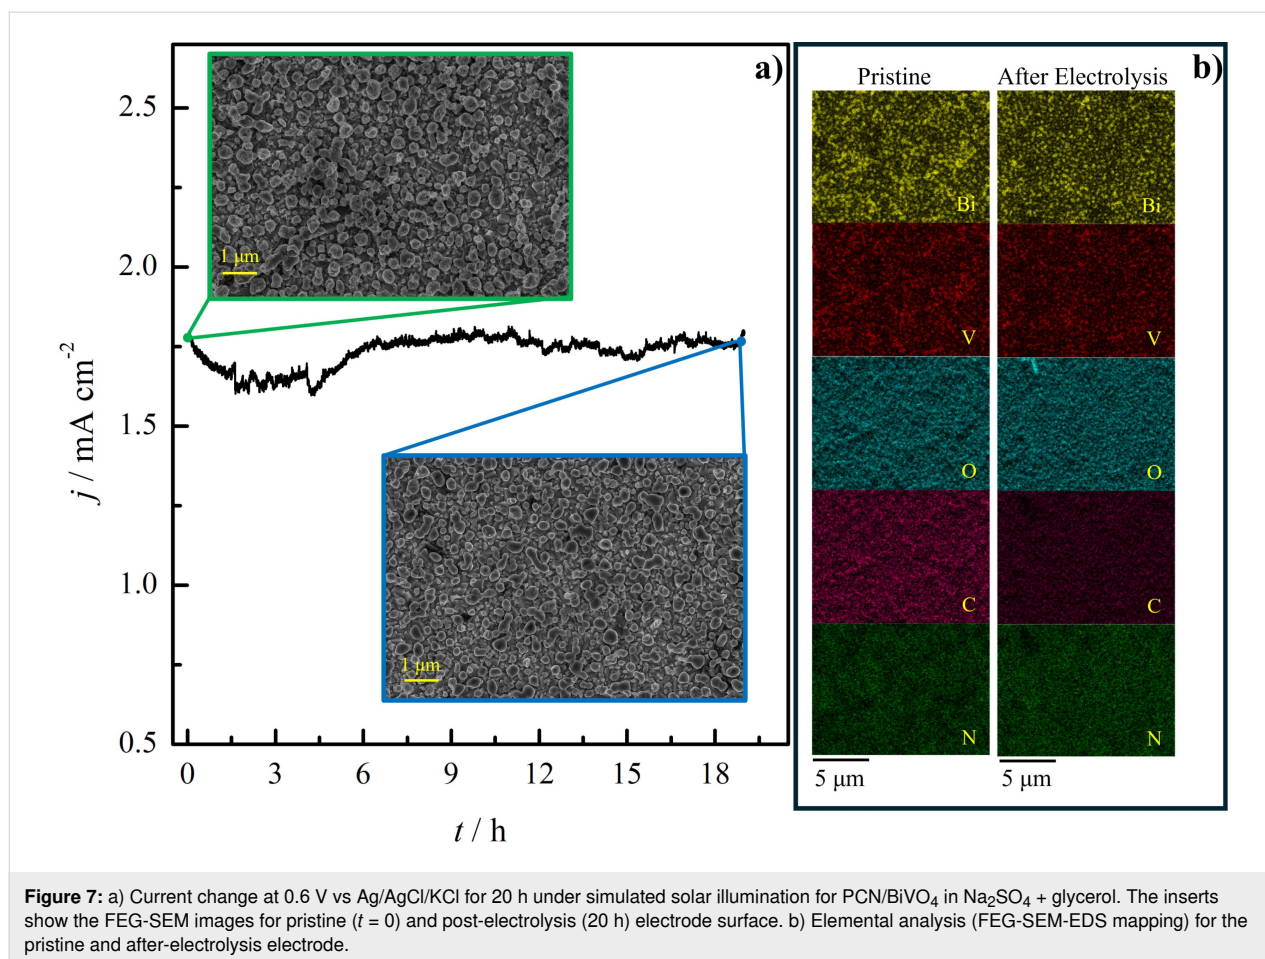 a)
2.5
2.0
1.5
1.0
0.5
j / mA cm⁻²
1 μm
1 μm
0 3 6 9 12 15 18
t / h
b)
Pristine After Electrolysis
Bi Bi
V V
O O
C C
N N
5 μm 5 μm
Figure 7: a) Current change at 0.6 V vs Ag/AgCl/KCl for 20 h under simulated solar illumination for PCN/BiVO₄ in Na₂SO₄ + glycerol. The inserts
show the FEG-SEM images for pristine (t = 0) and post-electrolysis (20 h) electrode surface. b) Elemental analysis (FEG-SEM-EDS mapping) for the
pristine and after-electrolysis electrode.